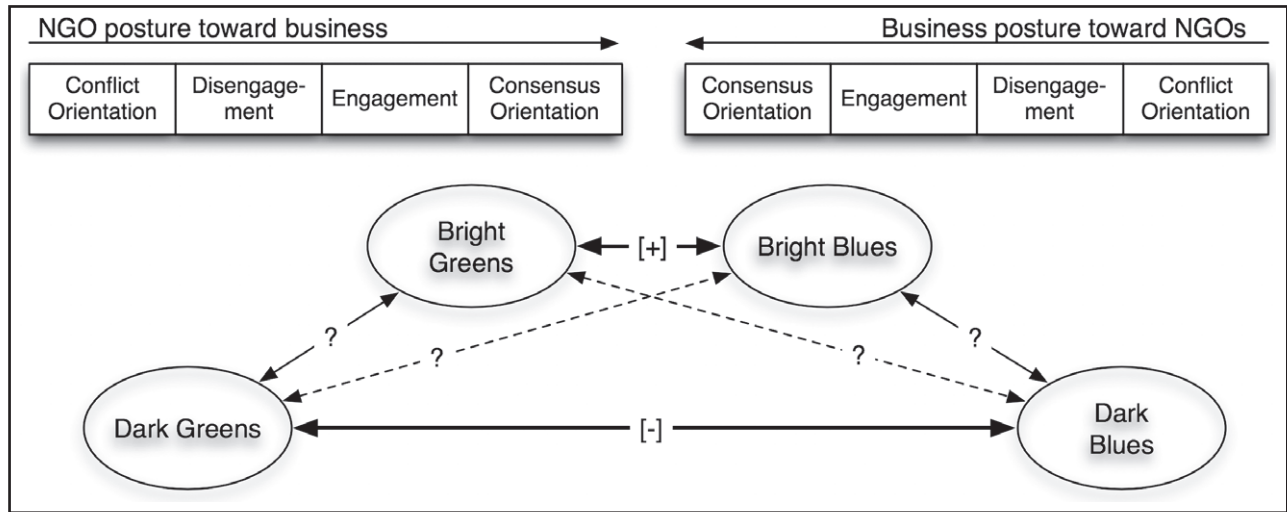 NGO posture toward business
Business posture toward NGOs
Conflict
Orientation
Disengage-
ment
Engagement
Consensus
Orientation
Consensus
Orientation
Engagement
Disengage-
ment
Conflict
Orientation
Bright
Greens
[+]
Bright Blues
?
?
?
?
Dark Greens
[-]
Dark
Blues